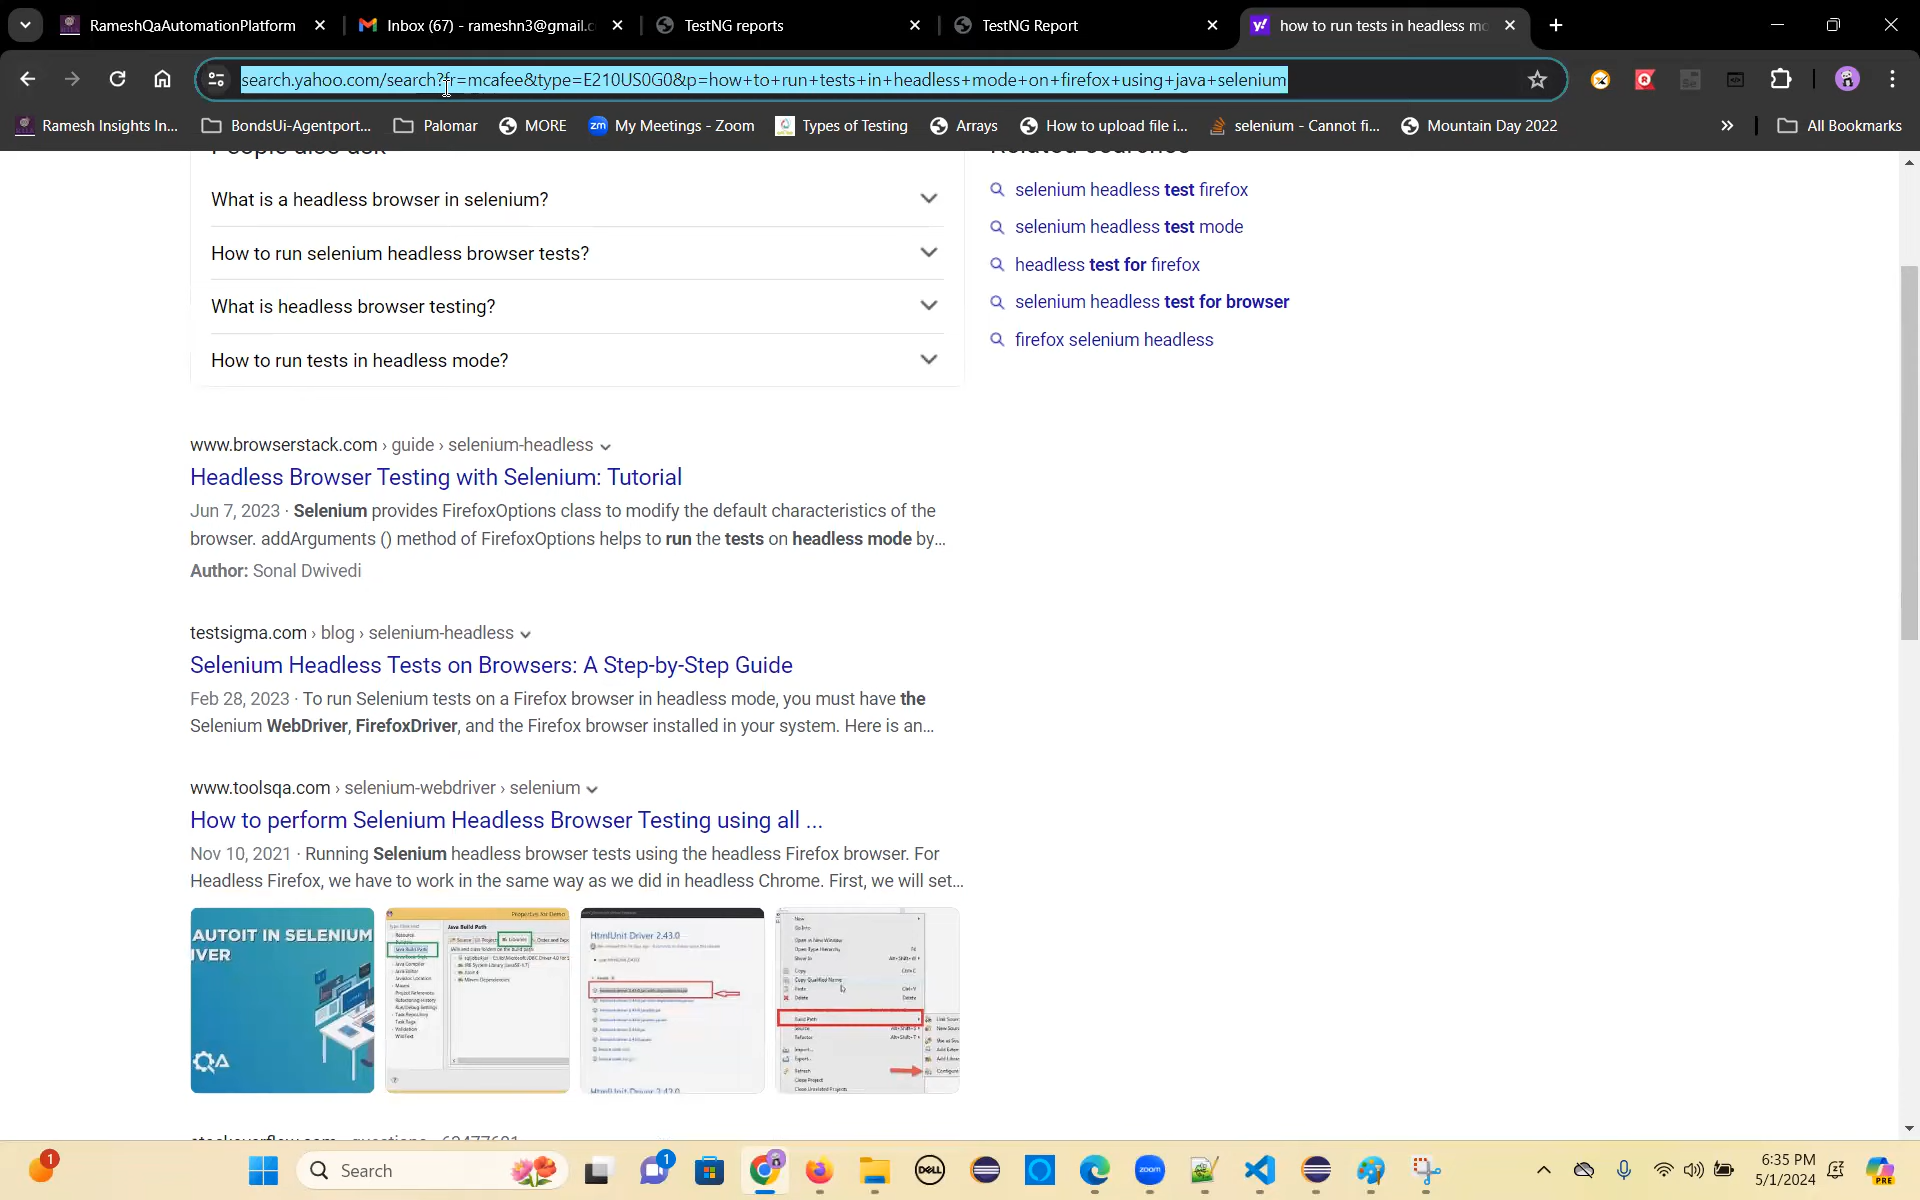 RameshQaAutomationPlatform
Inbox (67) - rameshn3@gmail.c
TestNG reports
TestNG Report
how to run tests in headless mo
search.yahoo.com/search?fr=mcafee&type=E210US0G0&p=how+to+run+tests+in+headless+mode+on+firefox+using+java+selenium
Ramesh Insights In...
BondsUi-Agentport...
Palomar
MORE
My Meetings - Zoom
Types of Testing
Arrays
How to upload file i...
selenium - Cannot fi...
Mountain Day 2022
All Bookmarks
People also ask
What is a headless browser in selenium?
How to run selenium headless browser tests?
What is headless browser testing?
How to run tests in headless mode?
Related searches
selenium headless test firefox
selenium headless test mode
headless test for firefox
selenium headless test for browser
firefox selenium headless
www.browserstack.com › guide › selenium-headless
Headless Browser Testing with Selenium: Tutorial
Jun 7, 2023 · Selenium provides FirefoxOptions class to modify the default characteristics of the
browser. addArguments () method of FirefoxOptions helps to run the tests on headless mode by...
Author: Sonal Dwivedi
testsigma.com › blog › selenium-headless
Selenium Headless Tests on Browsers: A Step-by-Step Guide
Feb 28, 2023 · To run Selenium tests on a Firefox browser in headless mode, you must have the
Selenium WebDriver, FirefoxDriver, and the Firefox browser installed in your system. Here is an...
www.toolsqa.com › selenium-webdriver › selenium
How to perform Selenium Headless Browser Testing using all ...
Nov 10, 2021 · Running Selenium headless browser tests using the headless Firefox browser. For
Headless Firefox, we have to work in the same way as we did in headless Chrome. First, we will set...
AUTOIT IN SELENIUM
IVER
Java Build Path
HtmlUnit Driver 2.43.0
HtmlUnit Driver 2.42.0
Search
6:35 PM
5/1/2024